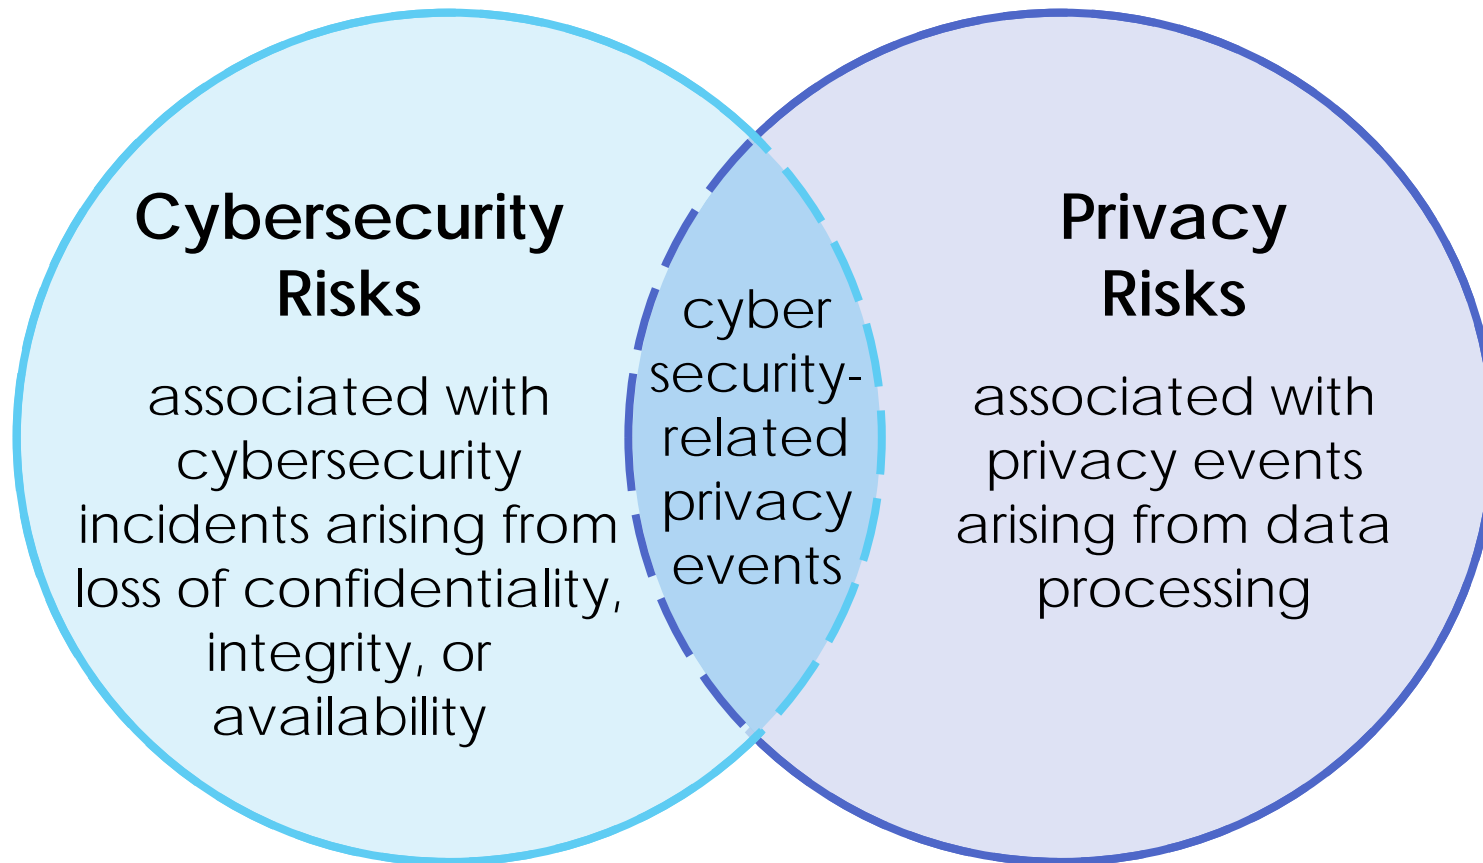 Cybersecurity
Risks
associated with
cybersecurity
incidents arising from
loss of confidentiality,
integrity, or
availability
cyber
security-
related
privacy
events
Privacy
Risks
associated with
privacy events
arising from data
processing